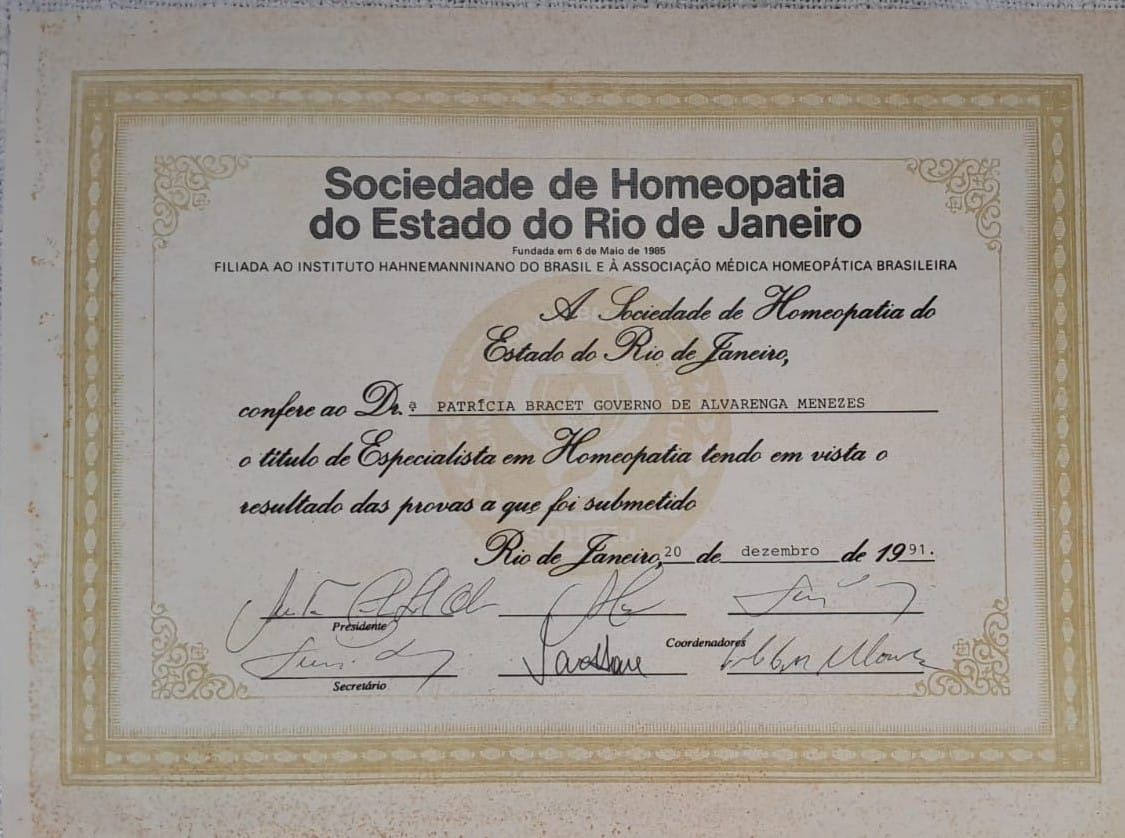 Sociedade de Homeopatia
do Estado do Rio de Janeiro
Fundada em 6 de Maio de 1985
FILIADA AO INSTITUTO HAHNEMANNINANO DO BRASIL E À ASSOCIAÇÃO MÉDICA HOMEOPÁTICA BRASILEIRA
A Sociedade de Homeopatia do
Estado do Rio de Janeiro,
confere ao Dr.ª PATRÍCIA BRACET GOVERNO DE ALVARENGA MENEZES
o título de Especialista em Homeopatia tendo em vista o
resultado das provas a que foi submetido
Rio de Janeiro, 20 de dezembro de 1991.
Presidente
Coordenadores
Secretário